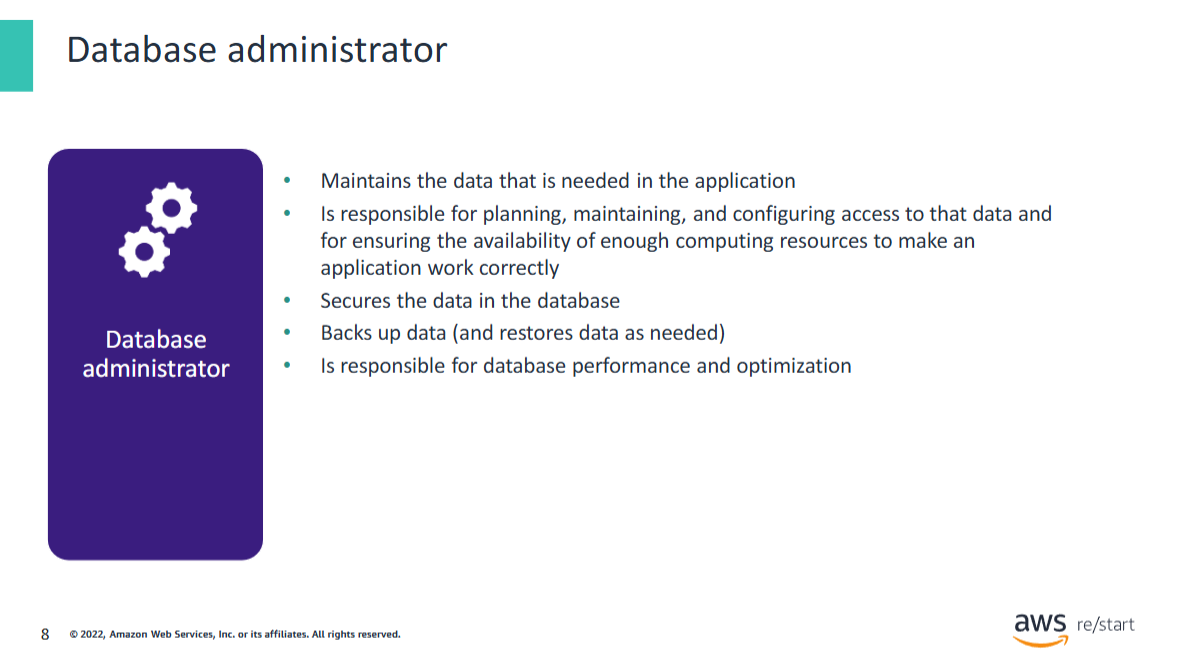 Database administrator
Database
administrator
• Maintains the data that is needed in the application
• Is responsible for planning, maintaining, and configuring access to that data and
for ensuring the availability of enough computing resources to make an
application work correctly
• Secures the data in the database
• Backs up data (and restores data as needed)
• Is responsible for database performance and optimization
8 © 2022, Amazon Web Services, Inc. or its affiliates. All rights reserved.
aws re/start